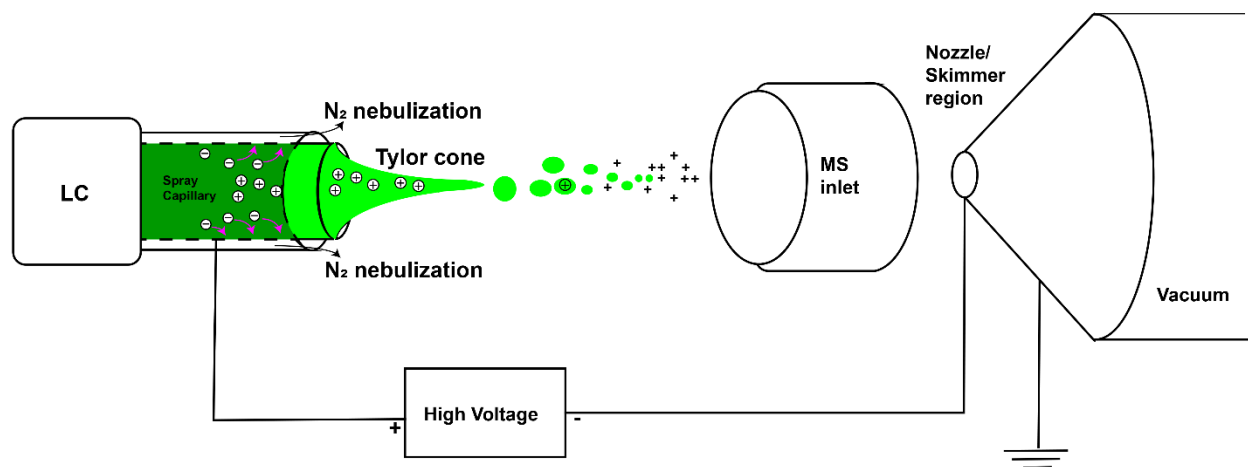 LC
N₂ nebulization
Tylor cone
Spray
Capillary
N₂ nebulization
MS
inlet
Nozzle/
Skimmer
region
Vacuum
High Voltage
+
-